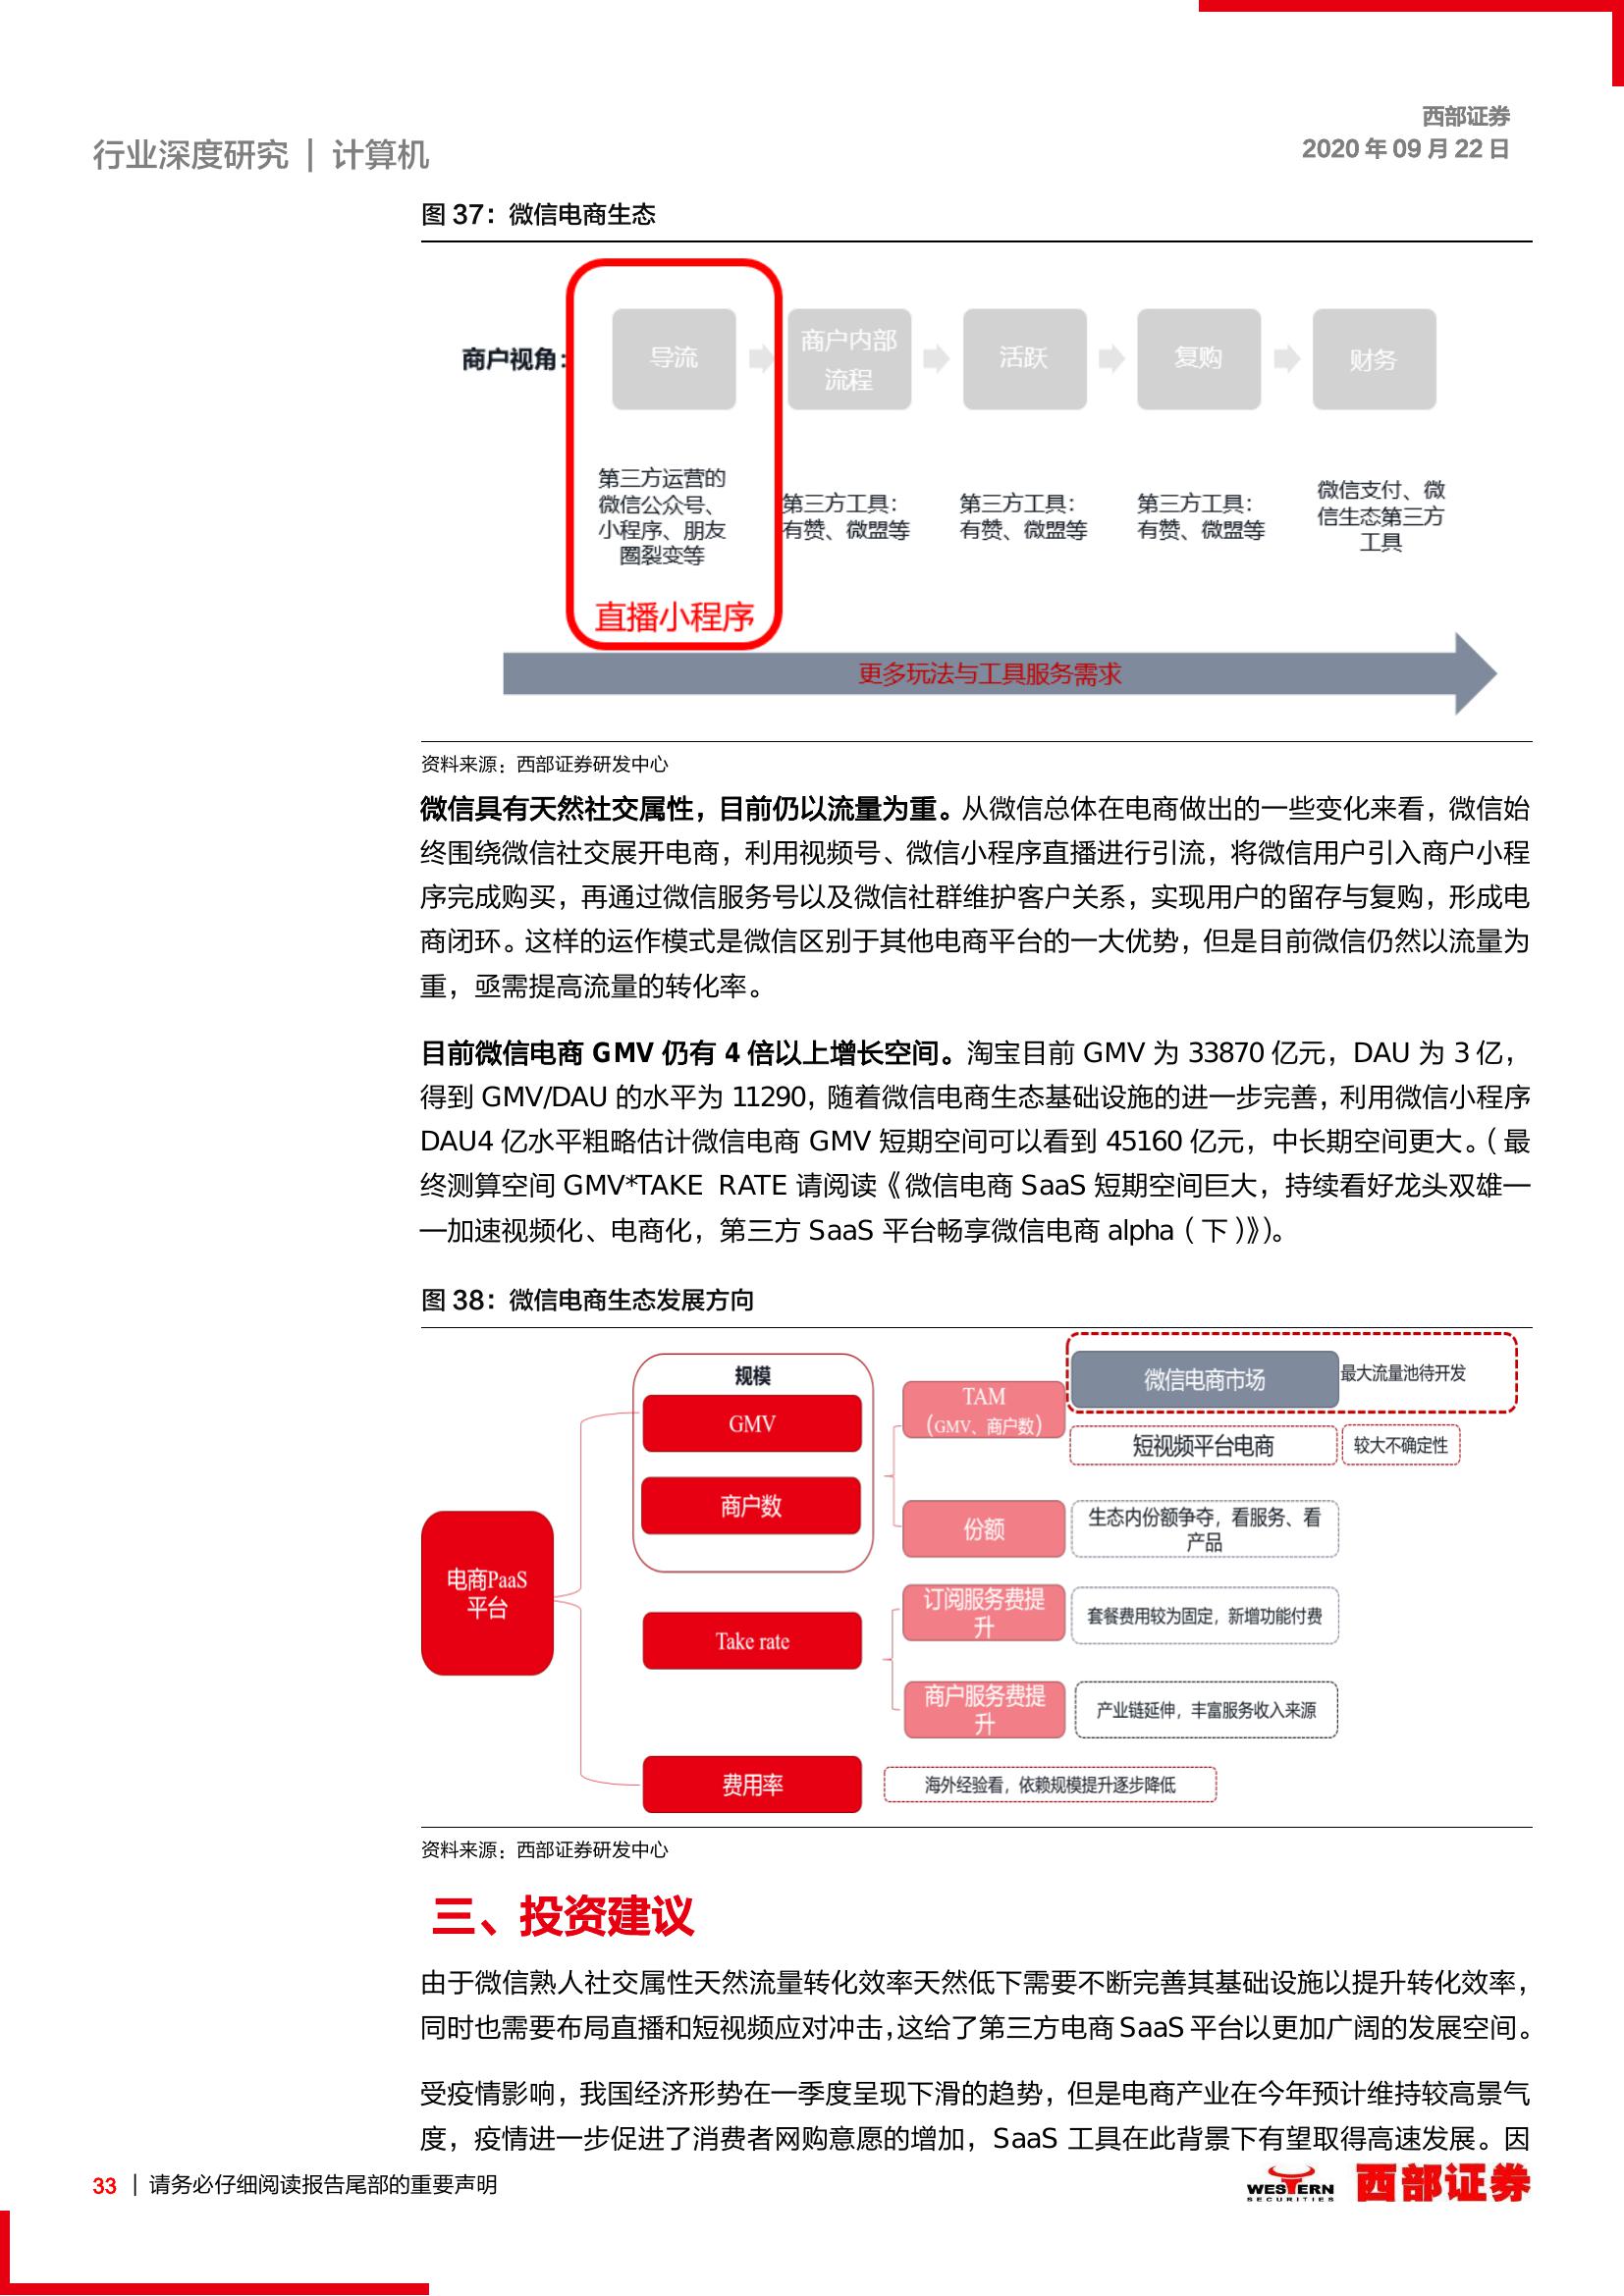 西部证券
行业深度研究 | 计算机
2020 年 09 月 22 日
图 37：微信电商生态
商户视角：
导流
商户内部
流程
活跃
复购
财务
第三方运营的
微信公众号、
小程序、朋友
圈裂变等
第三方工具：
有赞、微盟等
第三方工具：
有赞、微盟等
第三方工具：
有赞、微盟等
微信支付、微
信生态第三方
工具
直播小程序
更多玩法与工具服务需求
资料来源：西部证券研发中心
微信具有天然社交属性，目前仍以流量为重。从微信总体在电商做出的一些变化来看，微信始
终围绕微信社交展开电商，利用视频号、微信小程序直播进行引流，将微信用户引入商户小程
序完成购买，再通过微信服务号以及微信社群维护客户关系，实现用户的留存与复购，形成电
商闭环。这样的运作模式是微信区别于其他电商平台的一大优势，但是目前微信仍然以流量为
重，亟需提高流量的转化率。
目前微信电商 GMV 仍有 4 倍以上增长空间。淘宝目前 GMV 为 33870 亿元，DAU 为 3 亿，
得到 GMV/DAU 的水平为 11290，随着微信电商生态基础设施的进一步完善，利用微信小程序
DAU4 亿水平粗略估计微信电商 GMV 短期空间可以看到 45160 亿元，中长期空间更大。（最
终测算空间 GMV*TAKE RATE 请阅读《微信电商 SaaS 短期空间巨大，持续看好龙头双雄—
—加速视频化、电商化，第三方 SaaS 平台畅享微信电商 alpha（下）》）。
图 38：微信电商生态发展方向
规模
GMV
商户数
电商PaaS
平台
Take rate
费用率
TAM
（GMV、商户数）
微信电商市场
最大流量池待开发
短视频平台电商
较大不确定性
份额
生态内份额争夺，看服务、看
产品
订阅服务费提
升
套餐费用较为固定，新增功能付费
商户服务费提
升
产业链延伸，丰富服务收入来源
海外经验看，依赖规模提升逐步降低
资料来源：西部证券研发中心
三、投资建议
由于微信熟人社交属性天然流量转化效率天然低下需要不断完善其基础设施以提升转化效率，
同时也需要布局直播和短视频应对冲击，这给了第三方电商 SaaS 平台以更加广阔的发展空间。
受疫情影响，我国经济形势在一季度呈现下滑的趋势，但是电商产业在今年预计维持较高景气
度，疫情进一步促进了消费者网购意愿的增加，SaaS 工具在此背景下有望取得高速发展。因
33 | 请务必仔细阅读报告尾部的重要声明
WESTERN
SECURITIES
西部证券